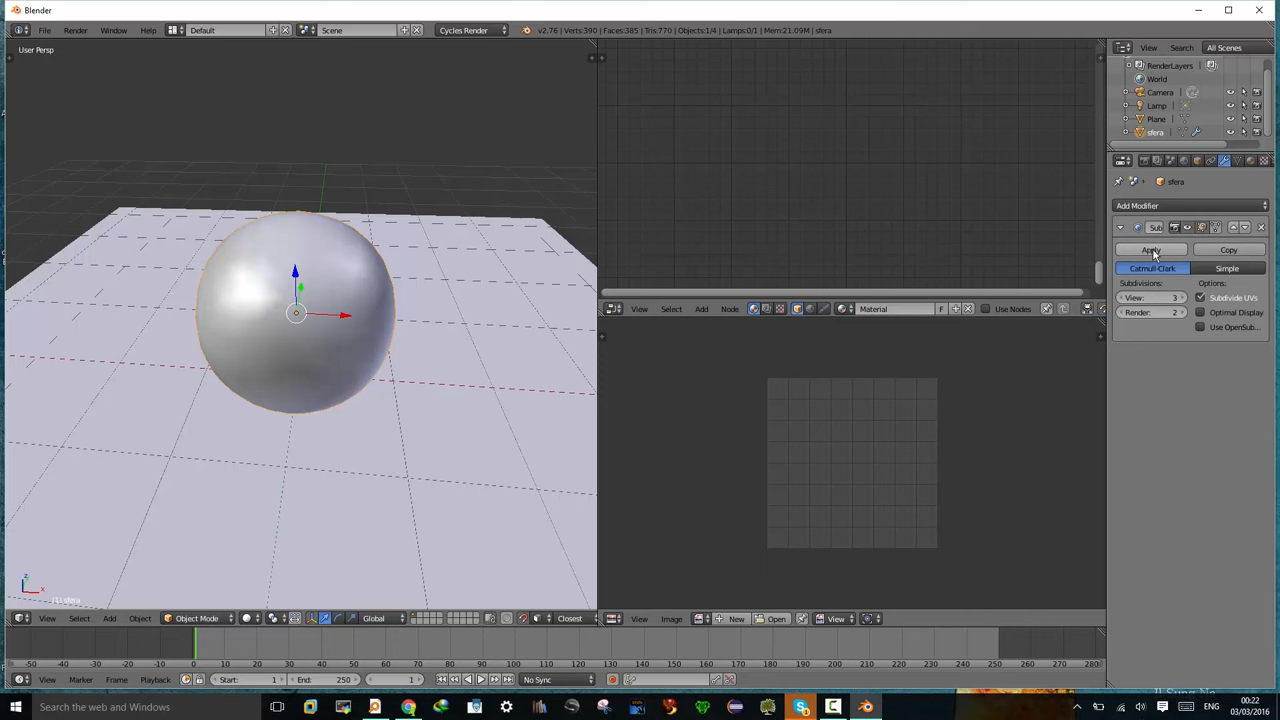 Blender
File Render Window Help Default Scene Cycles Render v2.76 | Verts:390 | Faces:385 | Tris:770 | Objects:1/4 | Lamps:0/1 | Mem:21.09M | sfera
View Search All Scenes
User Persp
RenderLayers
World
Camera
Lamp
Plane
sfera
sfera
Add Modifier
Sub
Apply Copy
Catmull-Clark Simple
Subdivisions: Options:
View: 3 Subdivide UVs
Render: 2 Optimal Display
Use OpenSub...
View Select Add Node Material F Use Nodes
z
x
(1) sfera
View Select Add Object Object Mode Global Closest
View Image New Open View
-50 -40 -30 -20 -10 0 10 20 30 40 50 60 70 80 90 100 110 120 130 140 150 160 170 180 190 200 210 220 230 240 250 260 270 280
View Marker Frame Playback Start: 1 End: 250 1 No Sync
Search the Web and Windows
ENG
00:22
03/03/2016